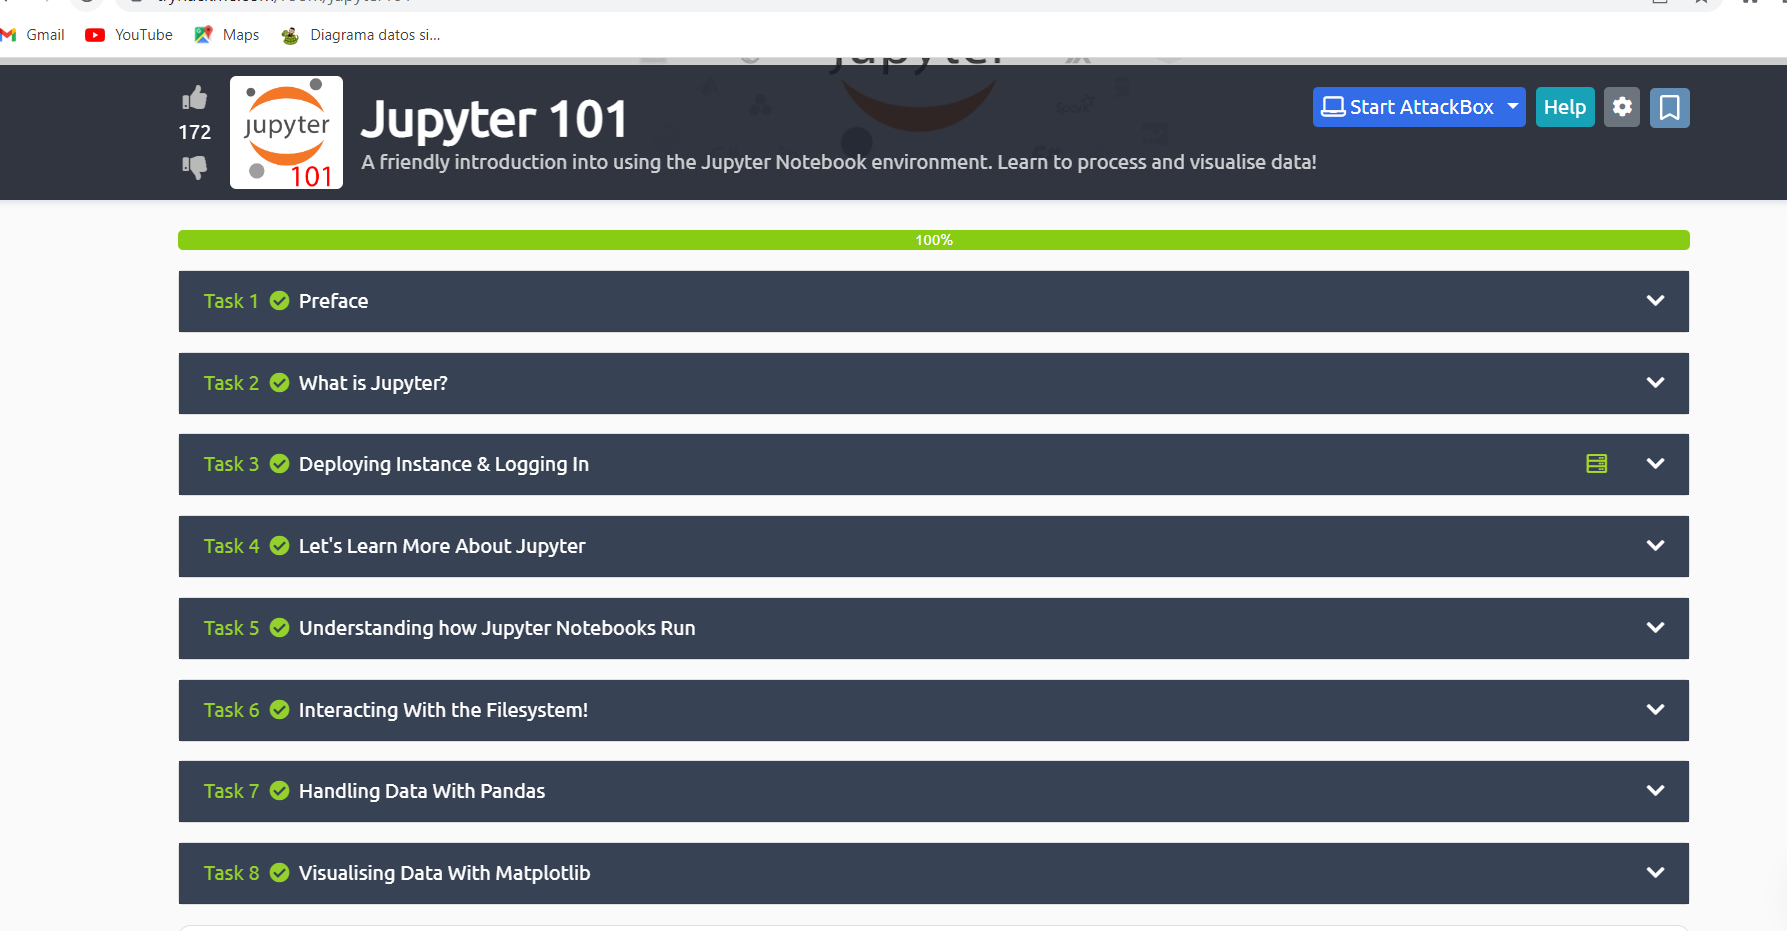 Gmail YouTube Maps Diagrama datos si...
172
jupyter
101
Jupyter 101
A friendly introduction into using the Jupyter Notebook environment. Learn to process and visualise data!
Start AttackBox Help
100%
Task 1 Preface
Task 2 What is Jupyter?
Task 3 Deploying Instance & Logging In
Task 4 Let's Learn More About Jupyter
Task 5 Understanding how Jupyter Notebooks Run
Task 6 Interacting With the Filesystem!
Task 7 Handling Data With Pandas
Task 8 Visualising Data With Matplotlib